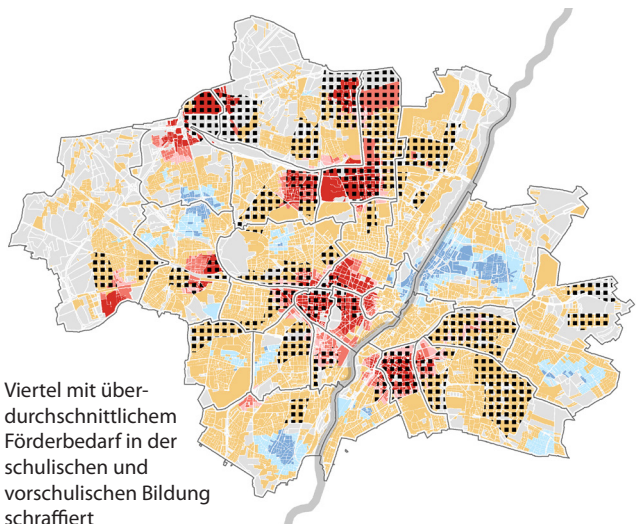 Viertel mit über-
durchschnittlichem
Förderbedarf in der
schulischen und
vorschulischen Bildung
schraffiert